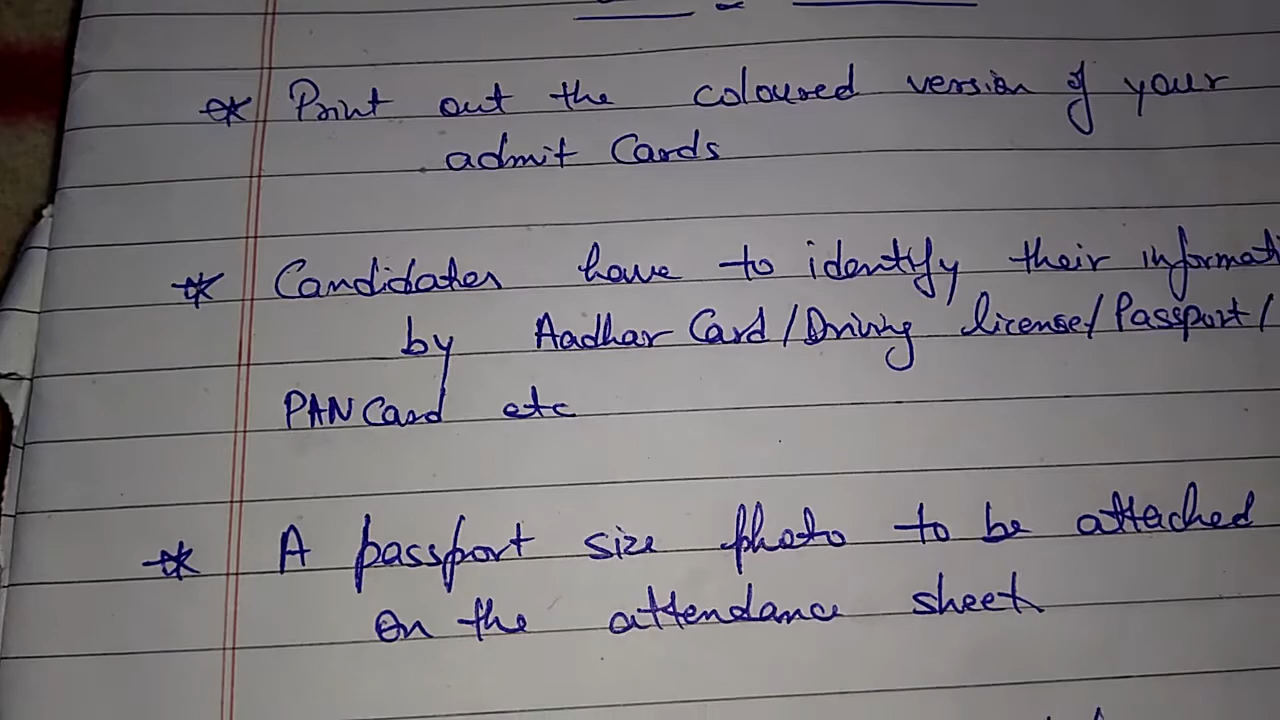 * Print out the coloured version of your
admit Cards
* Candidates have to identify their informat
by Aadhar Card/Driving license/Passport/
PAN Card etc
* A passport size photo to be attached
on the attendance sheet